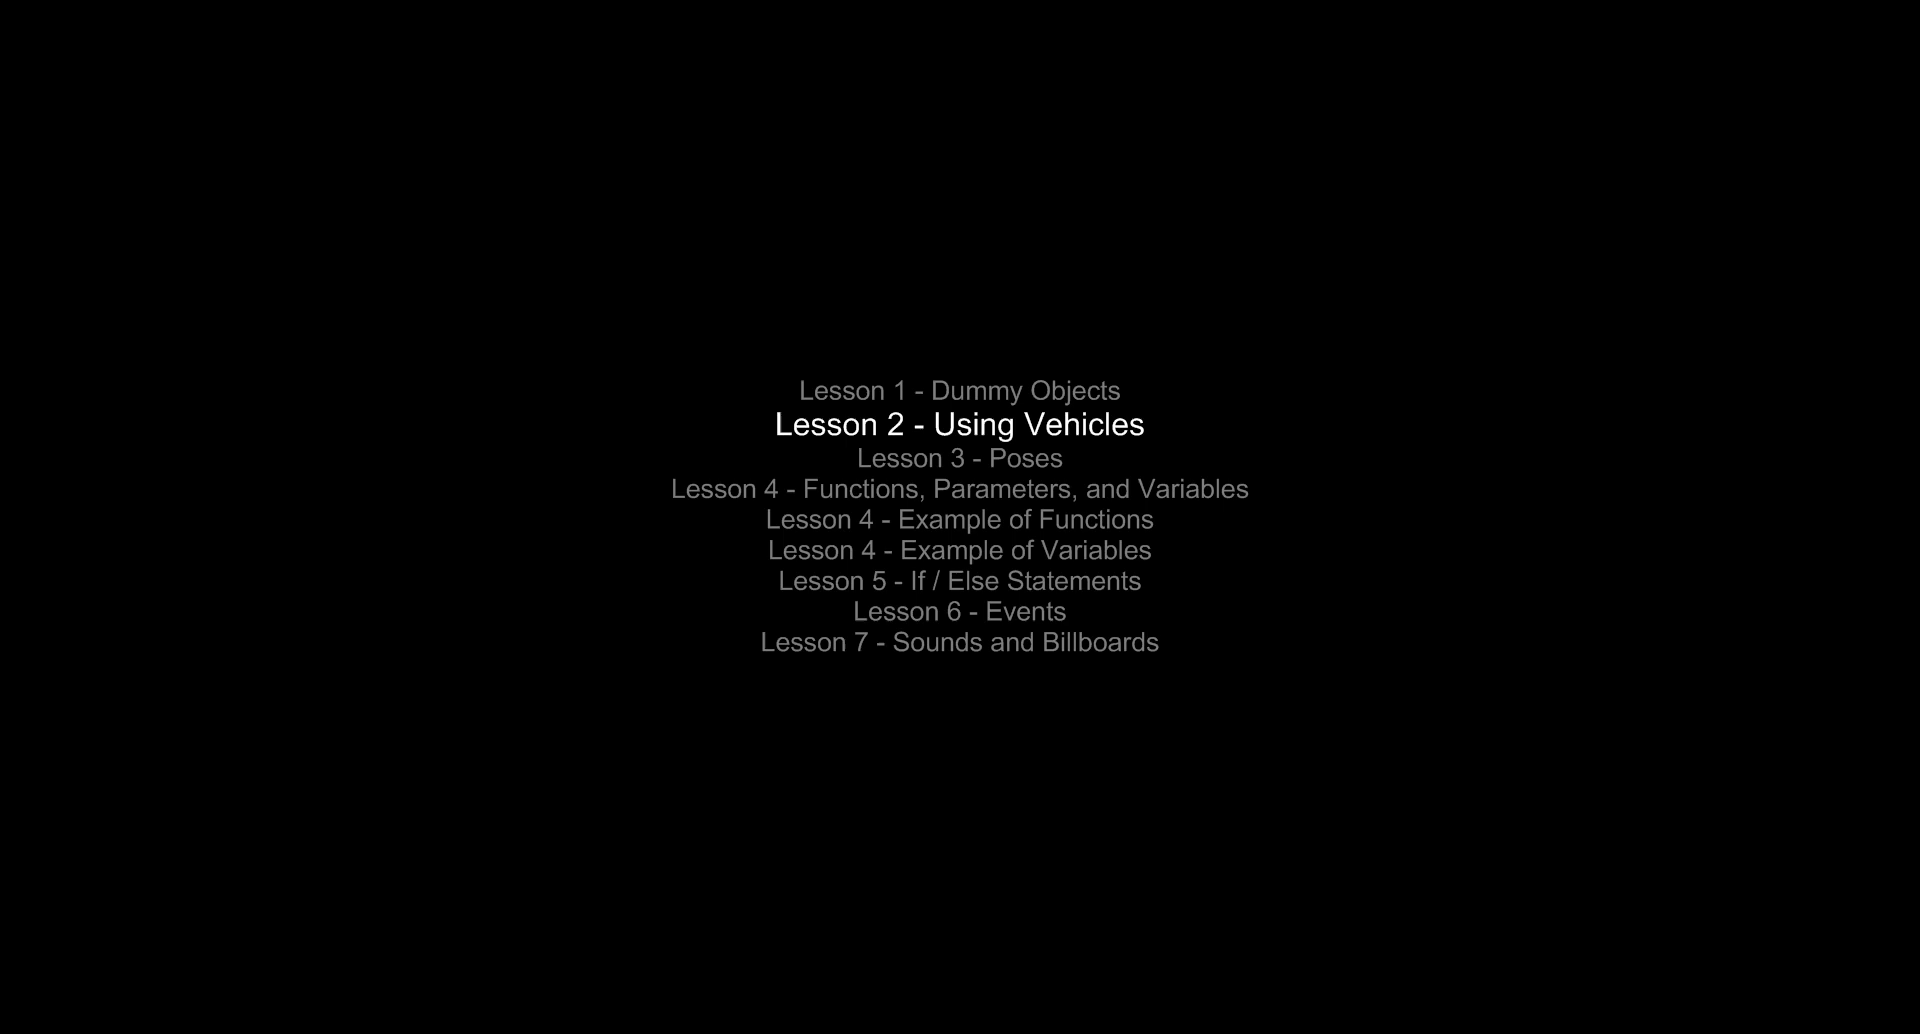 Lesson 1 - Dummy Objects
Lesson 2 - Using Vehicles
Lesson 3 - Poses
Lesson 4 - Functions, Parameters, and Variables
Lesson 4 - Example of Functions
Lesson 4 - Example of Variables
Lesson 5 - If / Else Statements
Lesson 6 - Events
Lesson 7 - Sounds and Billboards